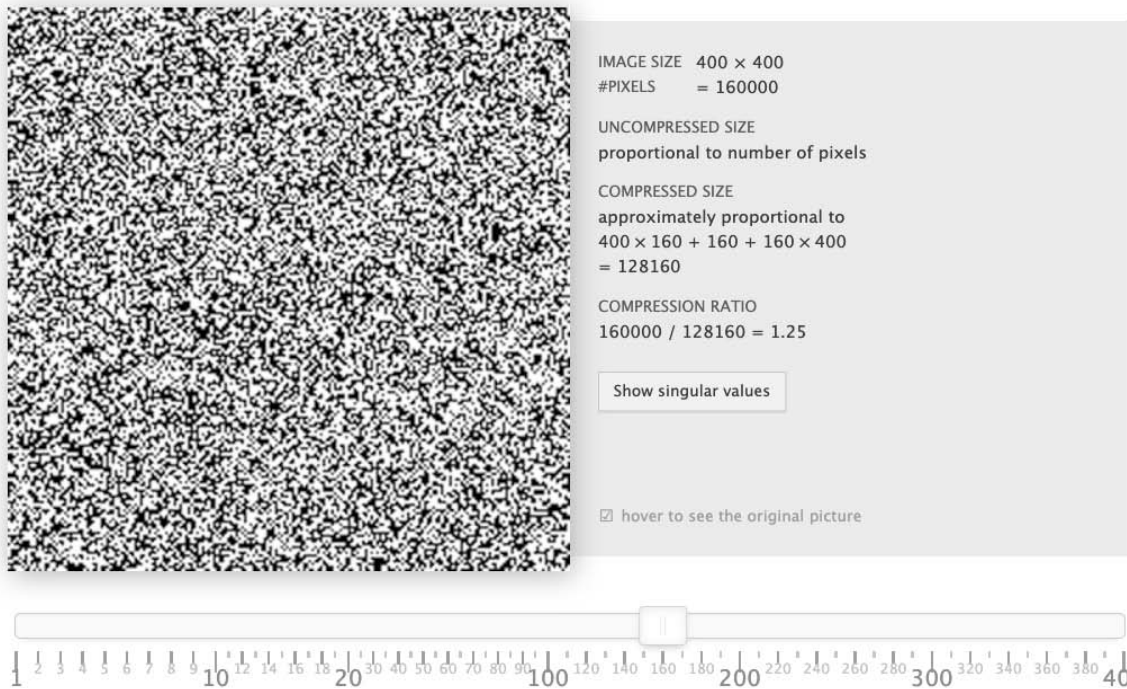 IMAGE SIZE 400 × 400
#PIXELS = 160000
UNCOMPRESSED SIZE
proportional to number of pixels
COMPRESSED SIZE
approximately proportional to
400 × 160 + 160 + 160 × 400
= 128160
COMPRESSION RATIO
160000 / 128160 = 1.25
Show singular values
☑ hover to see the original picture
1 2 3 4 5 6 7 8 9 10 12 14 16 18 20 30 40 50 60 70 80 90 100 120 140 160 180 200 220 240 260 280 300 320 340 360 380 40